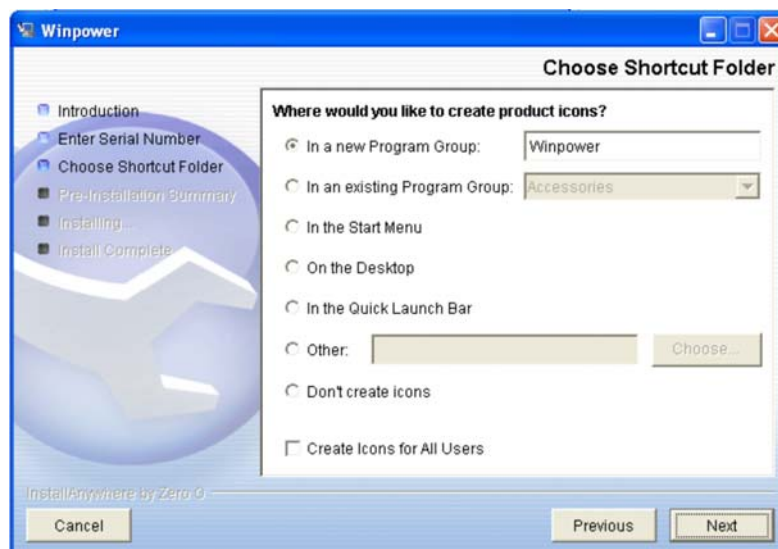 Winpower
Choose Shortcut Folder
Introduction
Enter Serial Number
Choose Shortcut Folder
Pre-Installation Summary
Installing...
Install Complete
Where would you like to create product icons?
In a new Program Group: Winpower
In an existing Program Group: Accessories
In the Start Menu
On the Desktop
In the Quick Launch Bar
Other: Choose...
Don't create icons
Create Icons for All Users
InstallAnywhere by Zero G
Cancel Previous Next